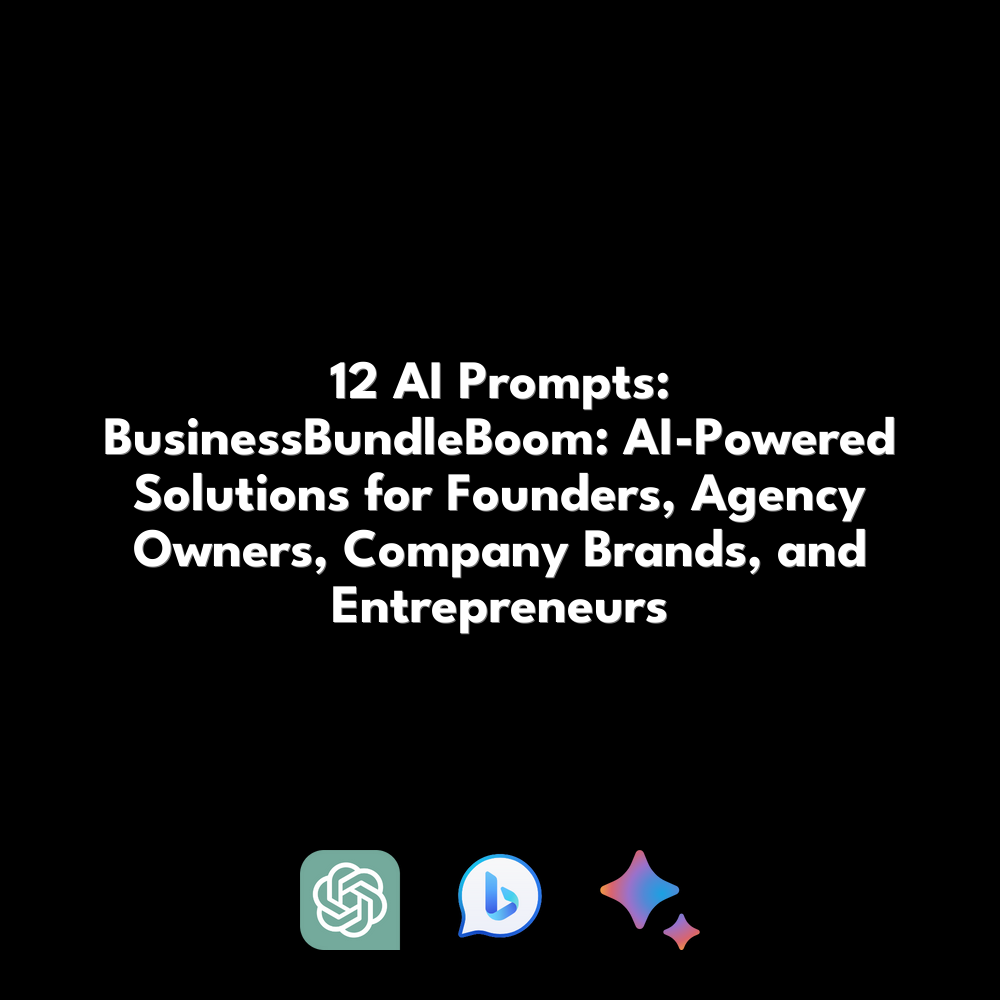 12 AI Prompts:
BusinessBundleBoom: AI-Powered
Solutions for Founders, Agency
Owners, Company Brands, and
Entrepreneurs